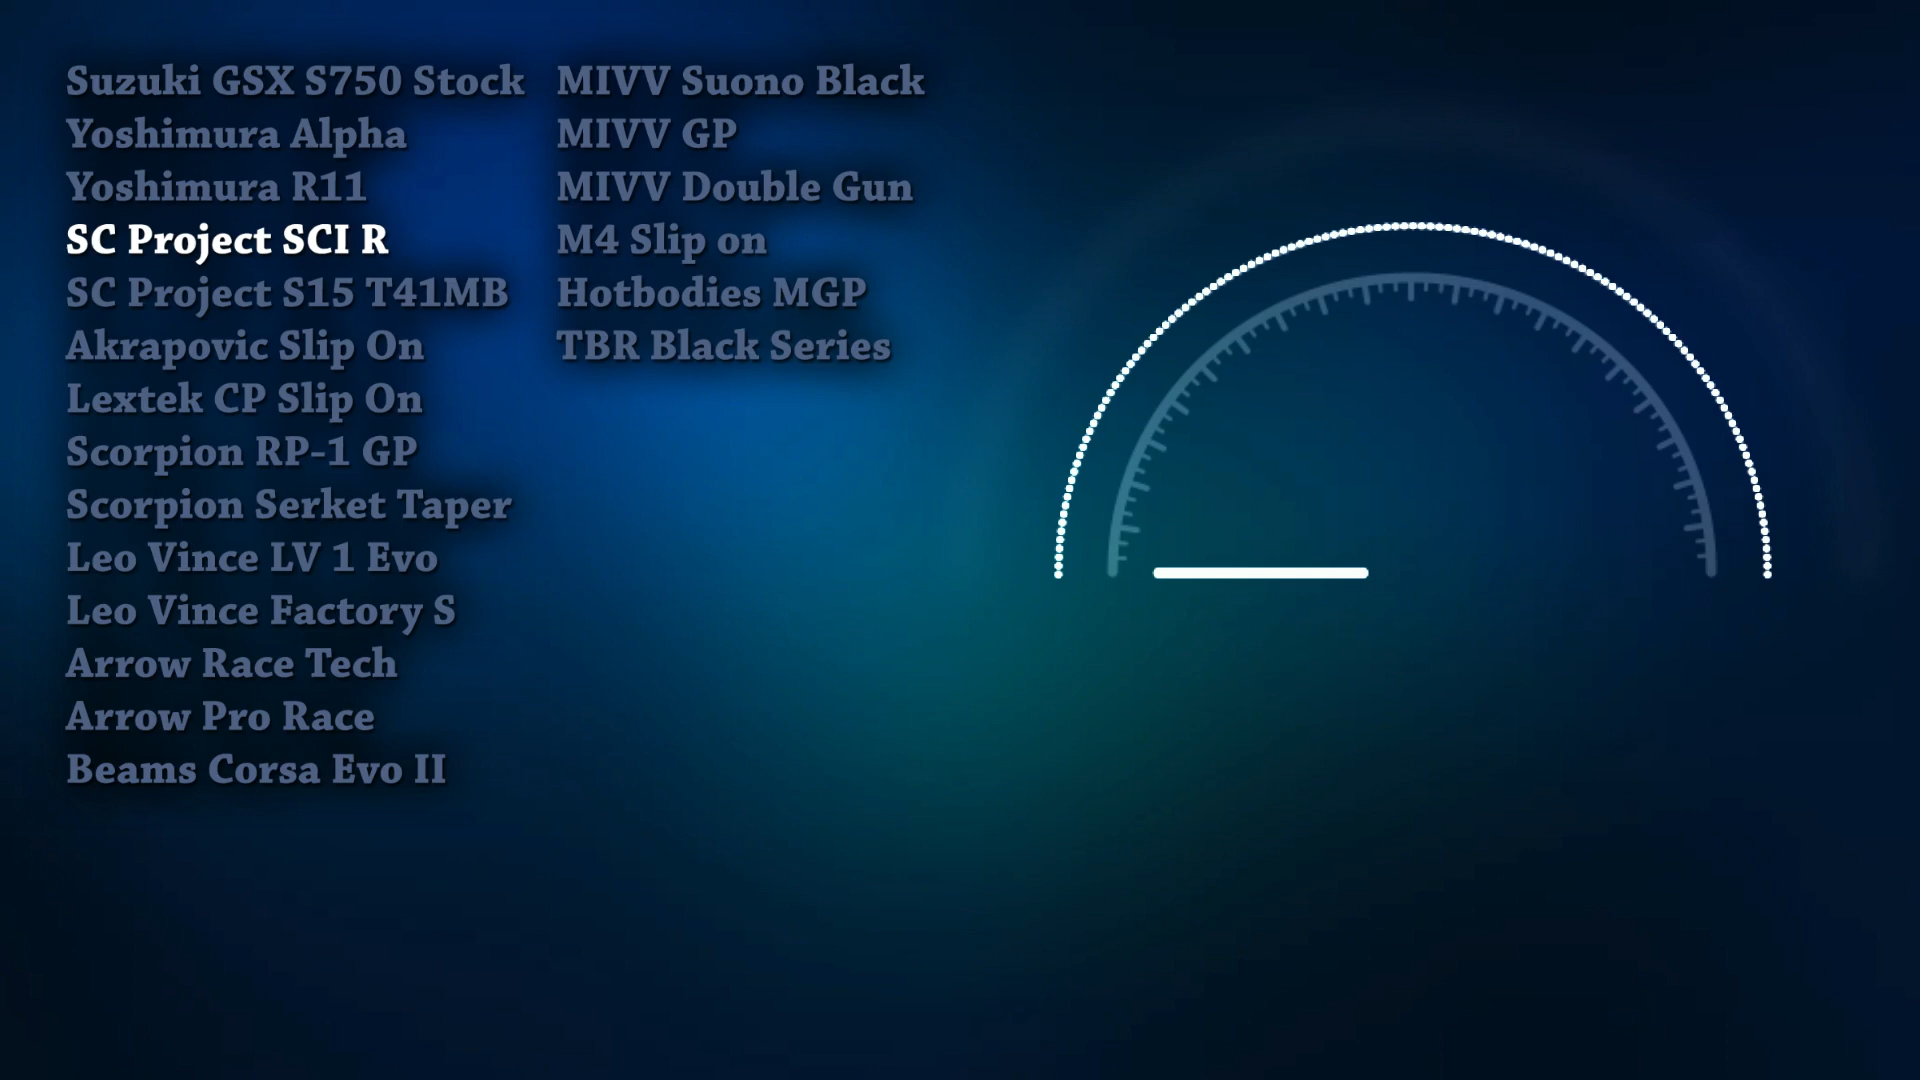 Suzuki GSX S750 Stock
Yoshimura Alpha
Yoshimura R11
SC Project SCI R
SC Project S15 T41MB
Akrapovic Slip On
Lextek CP Slip On
Scorpion RP-1 GP
Scorpion Serket Taper
Leo Vince LV 1 Evo
Leo Vince Factory S
Arrow Race Tech
Arrow Pro Race
Beams Corsa Evo II
MIVV Suono Black
MIVV GP
MIVV Double Gun
M4 Slip on
Hotbodies MGP
TBR Black Series